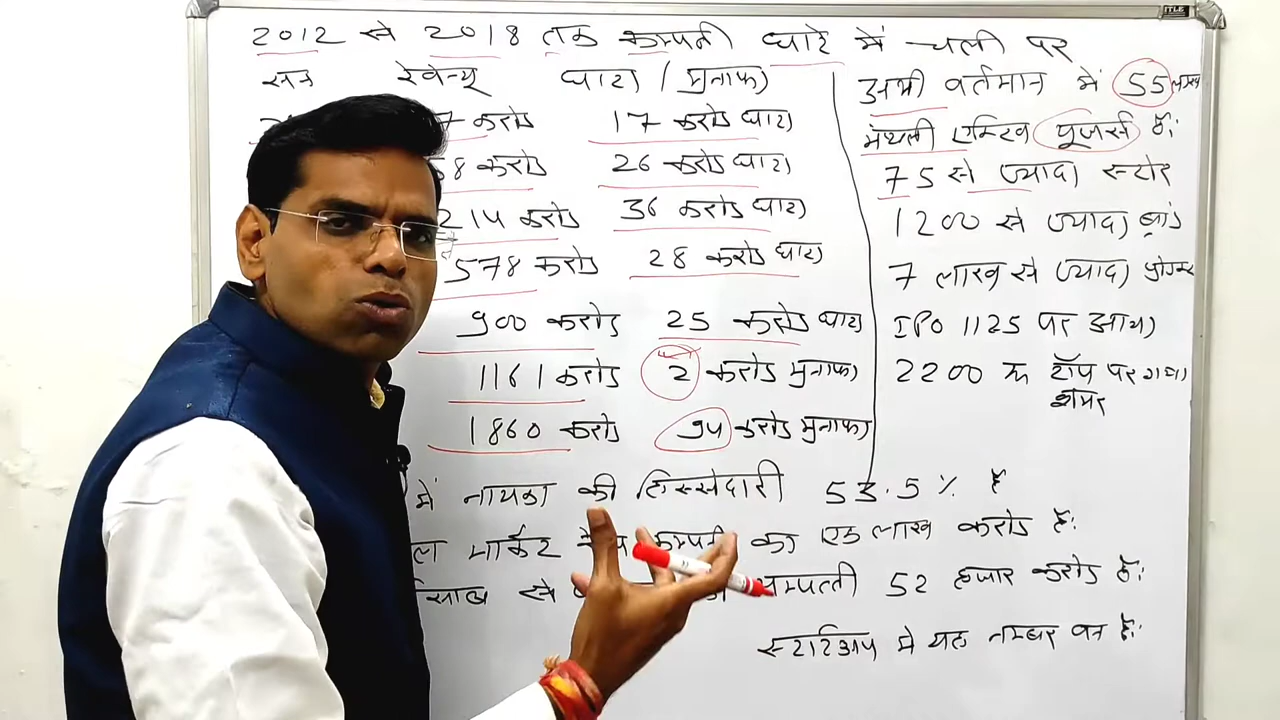 2012 से 2018 तक कम्पनी घाटे में चली पर
सन रेवेन्यू घाटा / मुनाफा
7 करोड 17 करोड घाटा
8 करोड 26 करोड घाटा
214 करोड 36 करोड घाटा
578 करोड 28 करोड घाटा
900 करोड 25 करोड घाटा
1161 करोड 2 करोड मुनाफा
1860 करोड करोड मुनाफा
अभी वर्तमान में 55 लाख
मंथली एक्टिव यूजर्स है।
75 से ज्यादा स्टोर
1200 से ज्यादा ब्रांड
7 लाख से ज्यादा
IPO 1125 पर आया
2200 रू टॉप पर गया
शेयर
में नायका की हिस्सेदारी 53.5% है
मार्केट कैप कम्पनी का एक लाख करोड है।
से सम्पत्ती 52 हजार करोड है।
स्टार्टअप में यह नम्बर वन है।
TLE